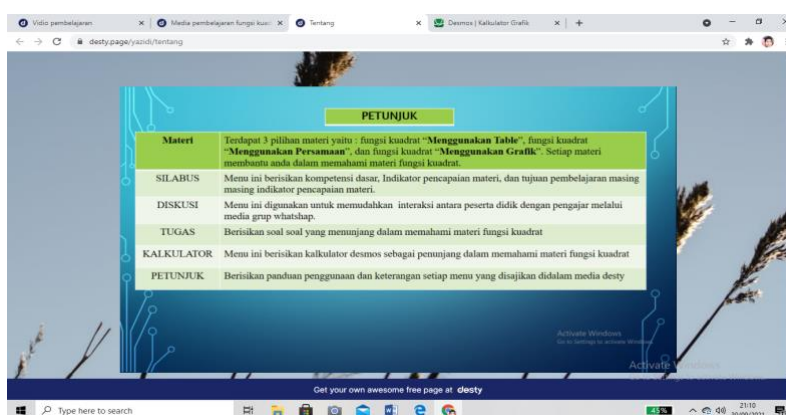 Vidio pembelajaran
Media pembelajaran fungsi kuad
Tentang
Desmos | Kalkulator Grafik
desty.page/yazidi/tentang
PETUNJUK
Materi
Terdapat 3 pilihan materi yaitu : fungsi kuadrat “Menggunakan Table”, fungsi kuadrat
“Menggunakan Persamaan”, dan fungsi kuadrat “Menggunakan Grafik”. Setiap materi
membantu anda dalam memahami materi fungsi kuadrat.
SILABUS
Menu ini berisikan kompetensi dasar, Indikator pencapaian materi, dan tujuan pembelajaran masing
masing indikator pencapaian materi.
DISKUSI
Menu ini digunakan untuk memudahkan interaksi antara peserta didik dengan pengajar melalui
media grup whatshap.
TUGAS
Berisikan soal soal yang menunjang dalam memahami materi fungsi kuadrat
KALKULATOR
Menu ini berisikan kalkulator desmos sebagai penunjang dalam memahami materi fungsi kuadrat
PETUNJUK
Berisikan panduan penggunaan dan keterangan setiap menu yang disajikan didalam media desty
Activate Windows
Go to Settings to activate Windows
Activate Windows
Get your own awesome free page at desty
Type here to search
45%
21:10